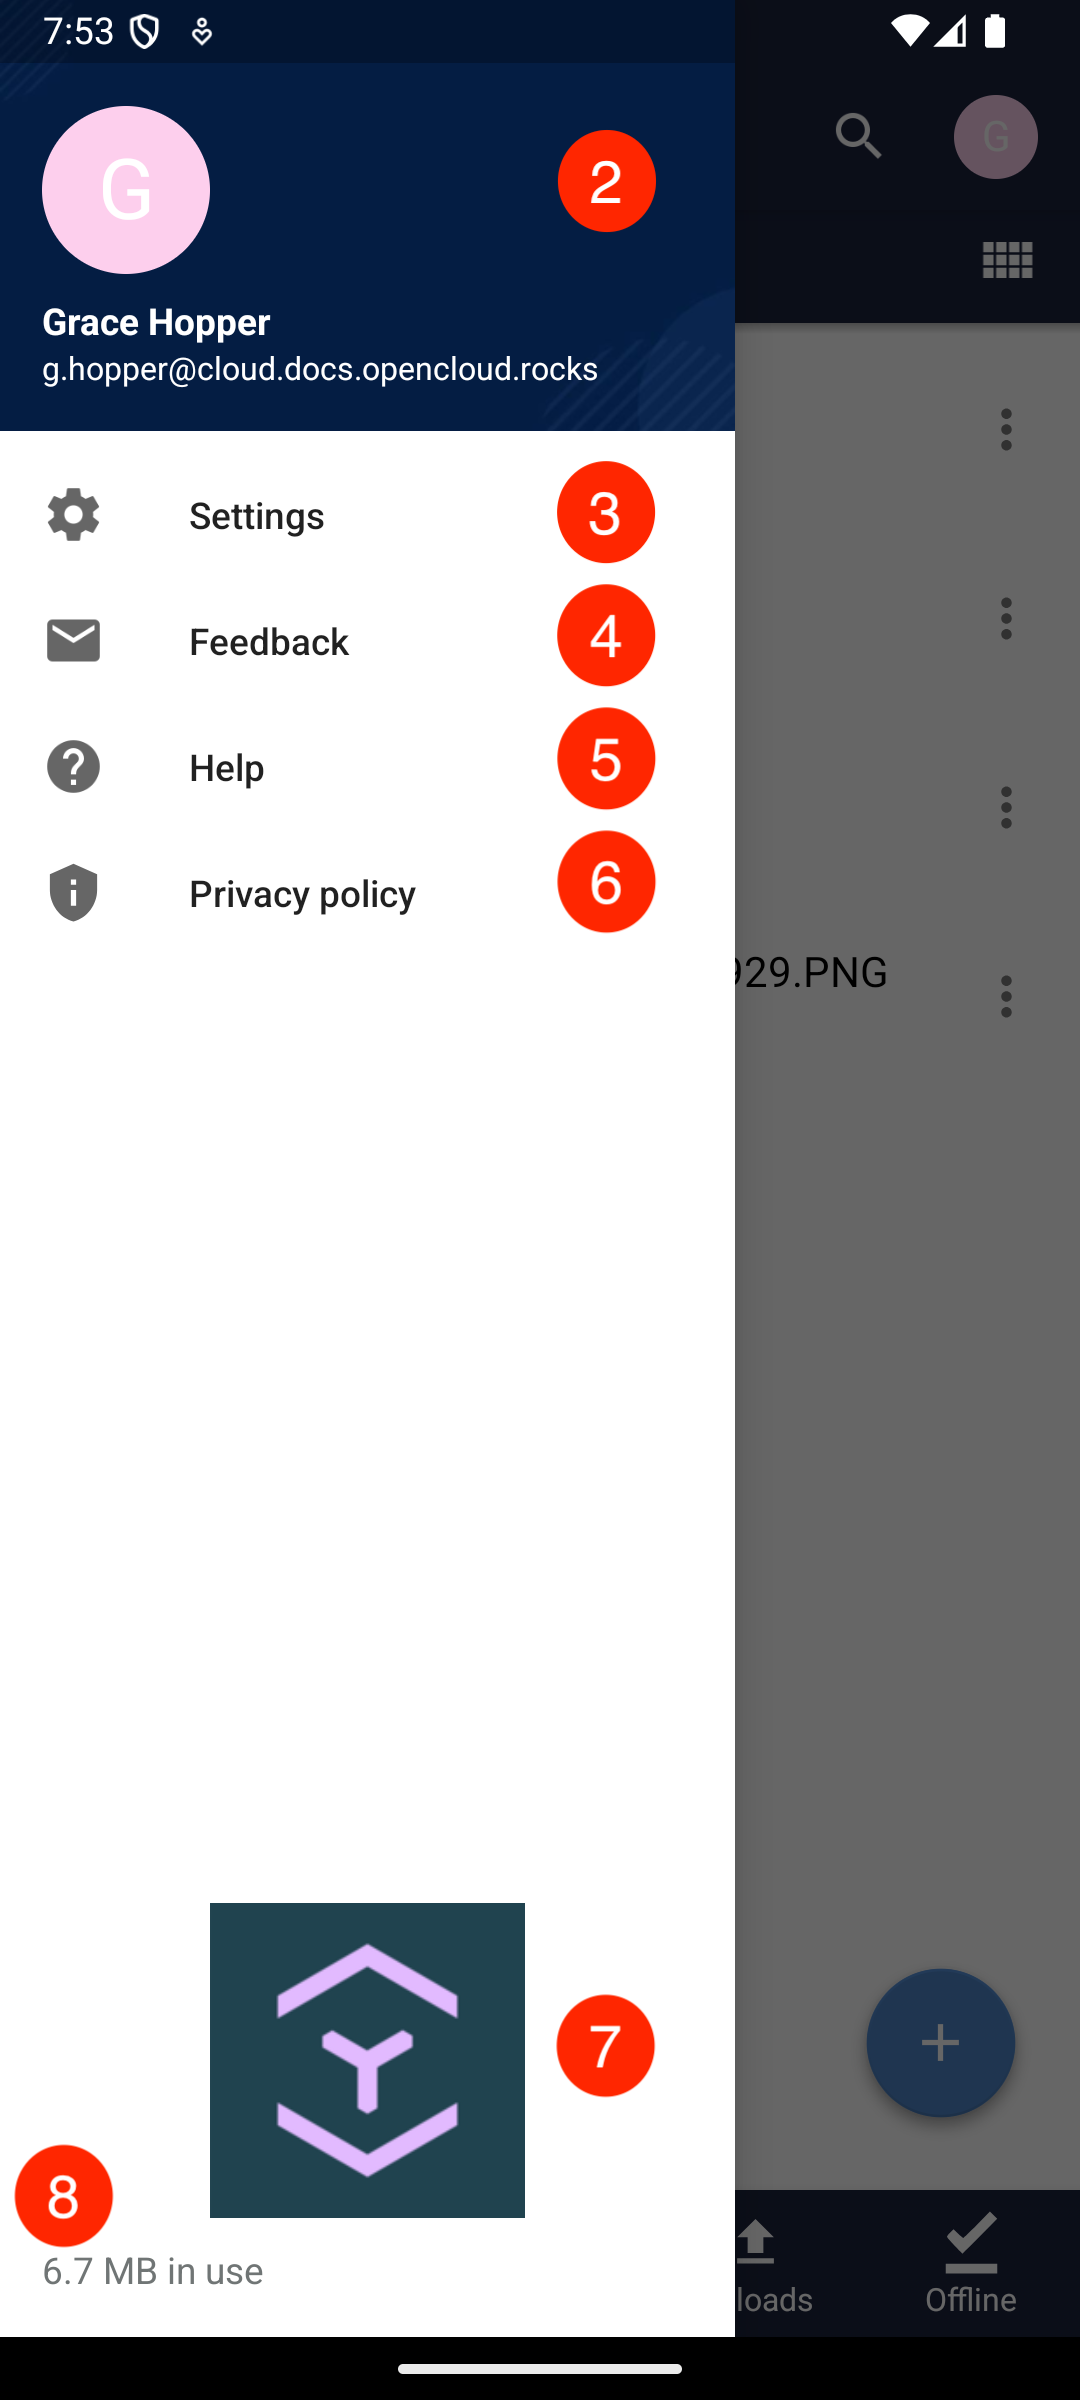 7:53
G
2
G
Grace Hopper
g.hopper@cloud.docs.opencloud.rocks
Settings
3
Feedback
4
Help
5
Privacy policy
6
929.PNG
7
8
6.7 MB in use
loads
Offline